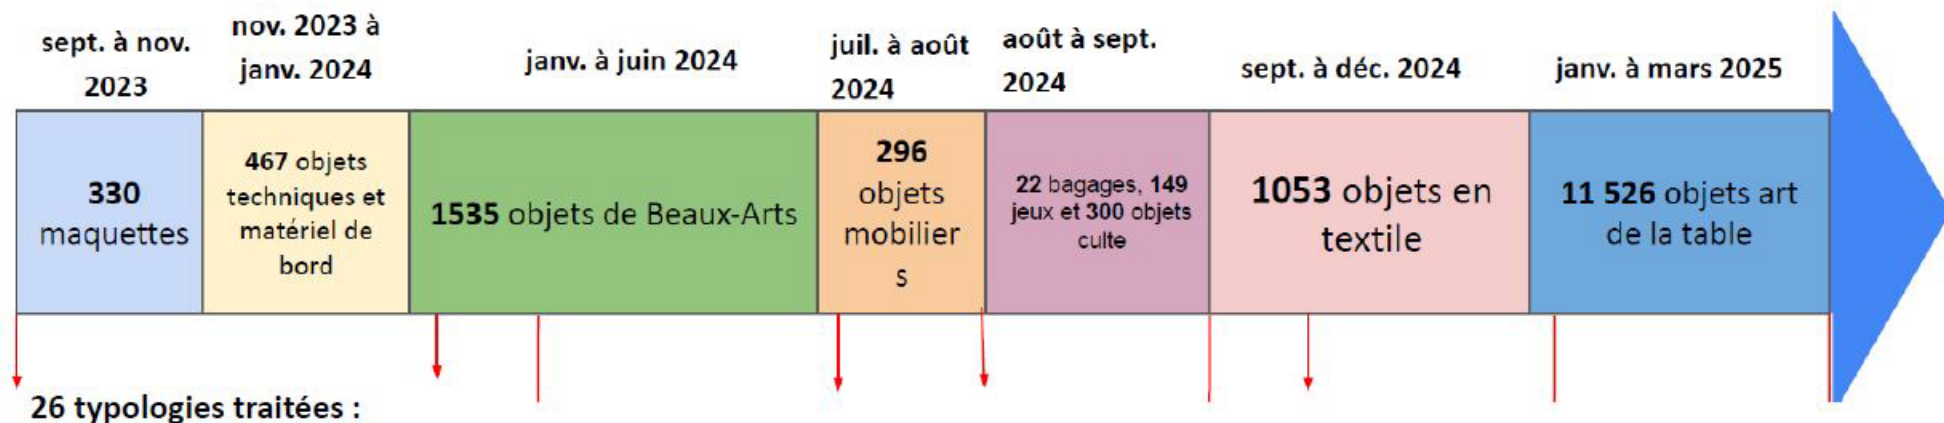 sept. à nov.
2023
nov. 2023 à
janv. 2024
janv. à juin 2024
juil. à août
2024
août à sept.
2024
sept. à déc. 2024
janv. à mars 2025
330
maquettes
467 objets
techniques et
matériel de
bord
1535 objets de Beaux-Arts
296
objets
mobilier
s
22 bagages, 149
jeux et 300 objets
culte
1053 objets en
textile
11 526 objets art
de la table
26 typologies traitées :